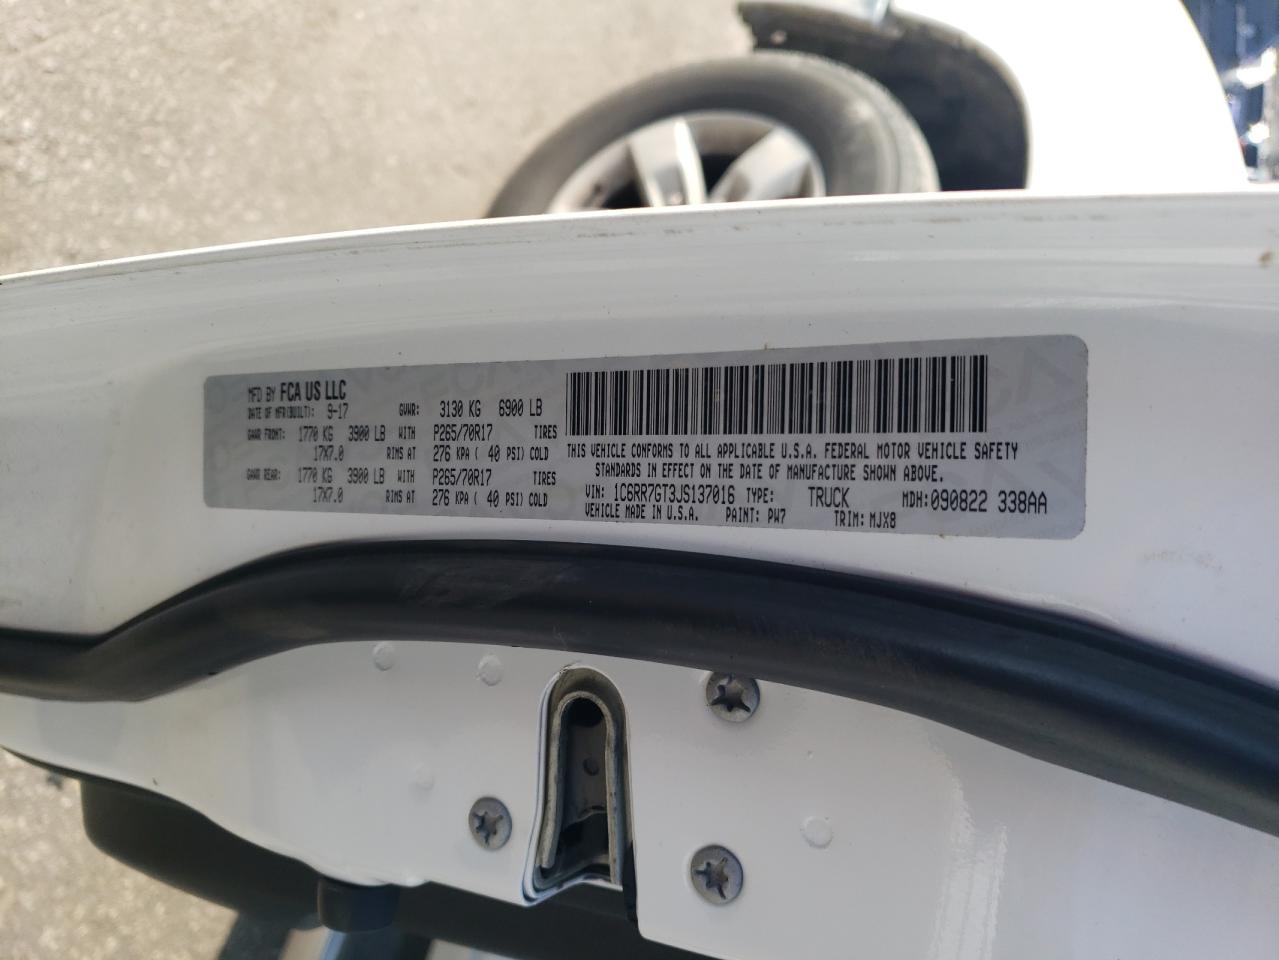 MFD BY FCA US LLC
DATE OF MFR(BUILT): 9-17 GVWR: 3130 KG 6900 LB
GAWR FRONT: 1770 KG 3900 LB WITH P265/70R17 TIRES
17X7.0 RIMS AT 276 KPA ( 40 PSI) COLD
GAWR REAR: 1770 KG 3900 LB WITH P265/70R17 TIRES
17X7.0 RIMS AT 276 KPA ( 40 PSI) COLD
THIS VEHICLE CONFORMS TO ALL APPLICABLE U.S.A. FEDERAL MOTOR VEHICLE SAFETY
STANDARDS IN EFFECT ON THE DATE OF MANUFACTURE SHOWN ABOVE.
VIN: 1C6RR7GT3JS137016 TYPE: TRUCK MDH: 090822 338AA
VEHICLE MADE IN U.S.A. PAINT: PW7 TRIM: MJX8